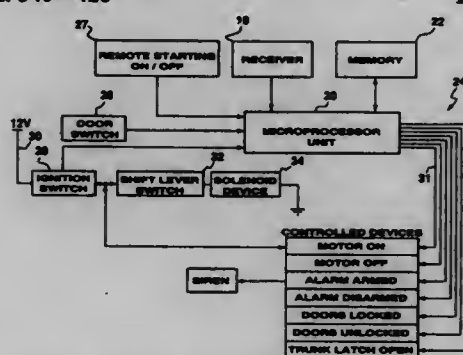 27
18
22
REMOTE STARTING
ON / OFF
RECEIVER
MEMORY
24
28
20
12V
DOOR
SWITCH
MICROPROCESSOR
UNIT
30
IGNITION
SWITCH
32
SHIFT LEVER
SWITCH
34
SOLENOID
DEVICE
31
CONTROLLED DEVICES
MOTOR ON
MOTOR OFF
SIREN
ALARM ARMED
ALARM DISARMED
DOORS LOCKED
DOORS UNLOCKED
TRUNK LATCH OPEN